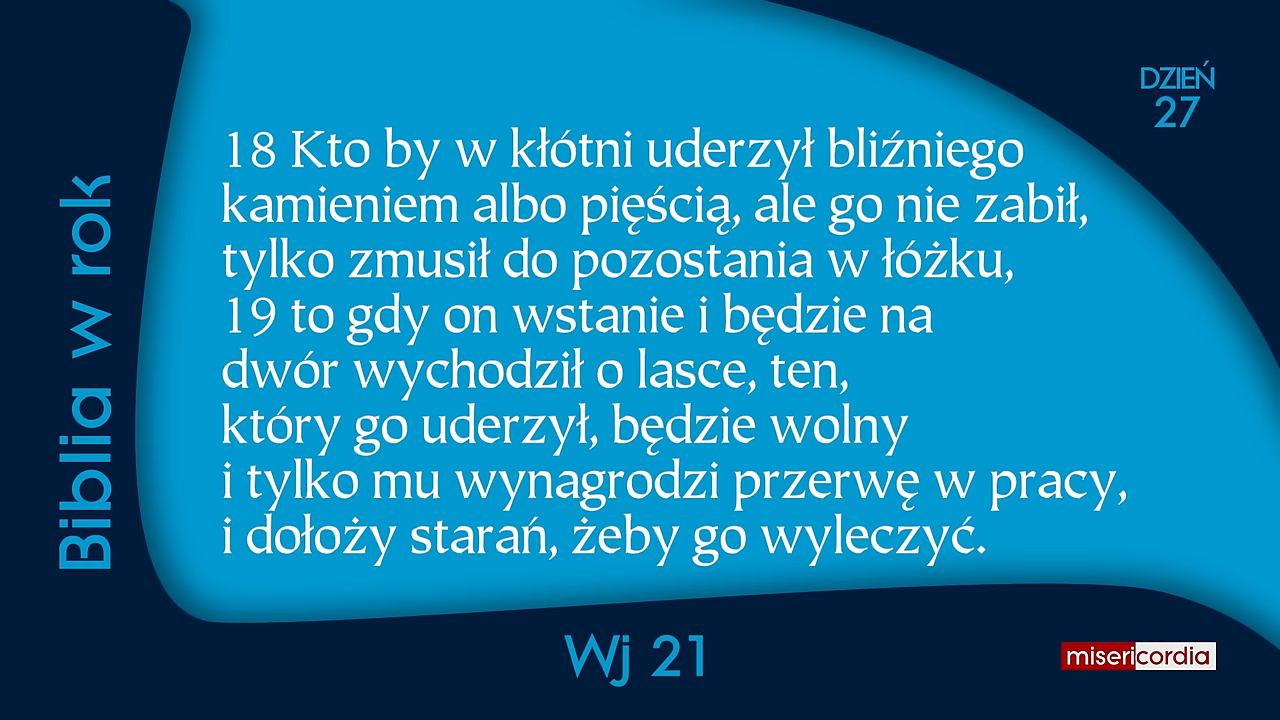 DZIEŃ
27
Biblia w rok
18 Kto by w kłótni uderzył bliźniego
kamieniem albo pięścią, ale go nie zabił,
tylko zmusił do pozostania w łóżku,
19 to gdy on wstanie i będzie na
dwór wychodził o lasce, ten,
który go uderzył, będzie wolny
i tylko mu wynagrodzi przerwę w pracy,
i dołoży starań, żeby go wyleczyć.
Wj 21
misericordia